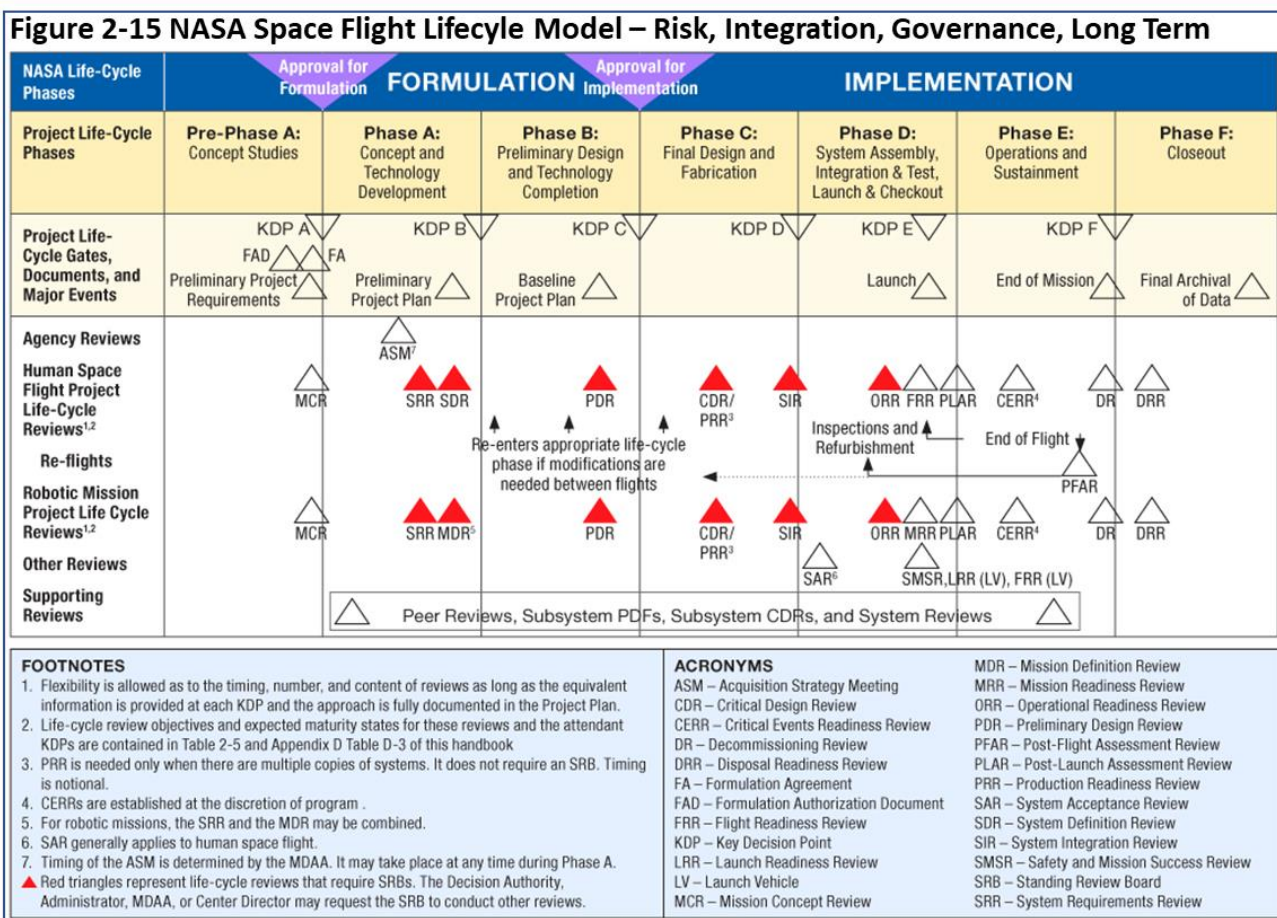 Figure 2-15 NASA Space Flight Lifecyle Model – Risk, Integration, Governance, Long Term
NASA Life-Cycle
Phases
Approval for
Formulation
FORMULATION
Approval for
Implementation
IMPLEMENTATION
Project Life-Cycle
Phases
Pre-Phase A:
Concept Studies
Phase A:
Concept and
Technology
Development
Phase B:
Preliminary Design
and Technology
Completion
Phase C:
Final Design and
Fabrication
Phase D:
System Assembly,
Integration & Test,
Launch & Checkout
Phase E:
Operations and
Sustainment
Phase F:
Closeout
Project Life-
Cycle Gates,
Documents, and
Major Events
KDP A
KDP B
KDP C
KDP D
KDP E
KDP F
FAD
FA
Preliminary Project
Requirements
Preliminary
Project Plan
Baseline
Project Plan
Launch
End of Mission
Final Archival
of Data
Agency Reviews
ASM7
Human Space
Flight Project
Life-Cycle
Reviews1,2
MCR
SRR
SDR
PDR
CDR/
PRR3
SIR
ORR
FRR
PLAR
CERR4
DR
DRR
Re-flights
Re-enters appropriate life-cycle
phase if modifications are
needed between flights
Inspections and
Refurbishment
End of Flight
PFAR
Robotic Mission
Project Life Cycle
Reviews1,2
MCR
SRR
MDR5
PDR
CDR/
PRR3
SIR
ORR
MRR
PLAR
CERR4
DR
DRR
Other Reviews
SAR6
SMSR,LRR (LV), FRR (LV)
Supporting
Reviews
Peer Reviews, Subsystem PDFs, Subsystem CDRs, and System Reviews
FOOTNOTES
1. Flexibility is allowed as to the timing, number, and content of reviews as long as the equivalent
information is provided at each KDP and the approach is fully documented in the Project Plan.
2. Life-cycle review objectives and expected maturity states for these reviews and the attendant
KDPs are contained in Table 2-5 and Appendix D Table D-3 of this handbook
3. PRR is needed only when there are multiple copies of systems. It does not require an SRB. Timing
is notional.
4. CERRs are established at the discretion of program .
5. For robotic missions, the SRR and the MDR may be combined.
6. SAR generally applies to human space flight.
7. Timing of the ASM is determined by the MDAA. It may take place at any time during Phase A.
Red triangles represent life-cycle reviews that require SRBs. The Decision Authority,
Administrator, MDAA, or Center Director may request the SRB to conduct other reviews.
ACRONYMS
ASM – Acquisition Strategy Meeting
CDR – Critical Design Review
CERR – Critical Events Readiness Review
DR – Decommissioning Review
DRR – Disposal Readiness Review
FA – Formulation Agreement
FAD – Formulation Authorization Document
FRR – Flight Readiness Review
KDP – Key Decision Point
LRR – Launch Readiness Review
LV – Launch Vehicle
MCR – Mission Concept Review
MDR – Mission Definition Review
MRR – Mission Readiness Review
ORR – Operational Readiness Review
PDR – Preliminary Design Review
PFAR – Post-Flight Assessment Review
PLAR – Post-Launch Assessment Review
PRR – Production Readiness Review
SAR – System Acceptance Review
SDR – System Definition Review
SIR – System Integration Review
SMSR – Safety and Mission Success Review
SRB – Standing Review Board
SRR – System Requirements Review